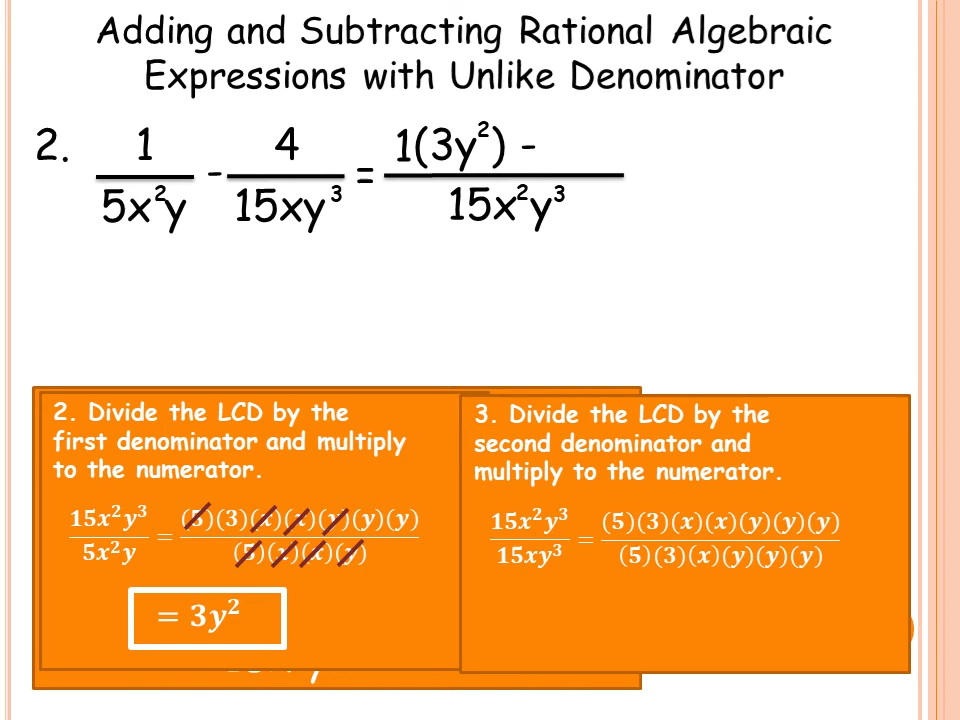 Adding and Subtracting Rational Algebraic
Expressions with Unlike Denominator
2. 1 - 4 = 1(3y²) -
5x²y 15xy³ 15x²y³
2. Divide the LCD by the
first denominator and multiply
to the numerator.
15x²y³ = (5)(3)(x)(x)(y)(y)(y)
5x²y (5)(x)(x)(y)
= 3y²
3. Divide the LCD by the
second denominator and
multiply to the numerator.
15x²y³ = (5)(3)(x)(x)(y)(y)(y)
15xy³ (5)(3)(x)(y)(y)(y)